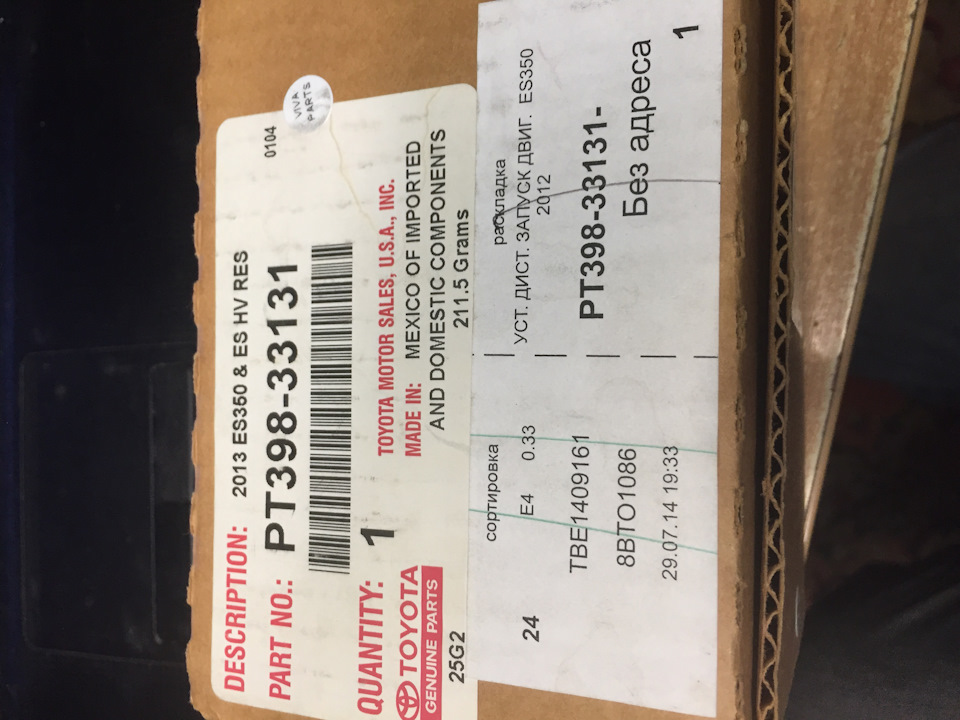 VIVA
PARTS
0104
DESCRIPTION: 2013 ES350 & ES HV RES
PART NO.: PT398-33131
QUANTITY: 1
TOYOTA MOTOR SALES, U.S.A., INC.
MADE IN: MEXICO OF IMPORTED
AND DOMESTIC COMPONENTS
211.5 Grams
TOYOTA
GENUINE PARTS
25G2
сортировка
24 E4 0.33
TBE1409161
8BTO1086
29.07.14 19:33
раскладка
УСТ. ДИСТ. ЗАПУСК ДВИГ. ES350
2012
PT398-33131-
Без адреса
1